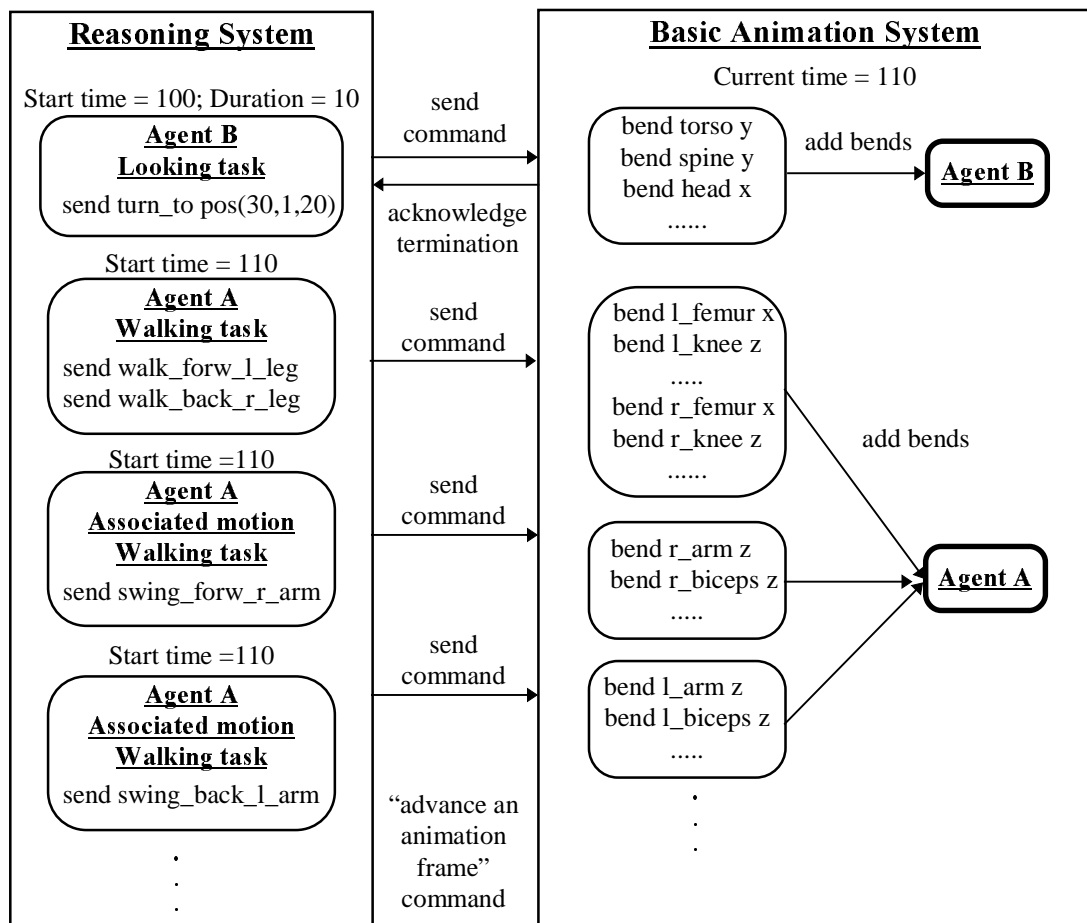 Reasoning System
Start time = 100; Duration = 10
Agent B
Looking task
send turn_to pos(30,1,20)
Start time = 110
Agent A
Walking task
send walk_forw_l_leg
send walk_back_r_leg
Start time =110
Agent A
Associated motion
Walking task
send swing_forw_r_arm
Start time =110
Agent A
Associated motion
Walking task
send swing_back_l_arm
.
.
.
send
command
acknowledge
termination
send
command
send
command
send
command
“advance an
animation
frame”
command
Basic Animation System
Current time = 110
bend torso y
bend spine y
bend head x
......
add bends
Agent B
bend l_femur x
bend l_knee z
.....
bend r_femur x
bend r_knee z
......
add bends
bend r_arm z
bend r_biceps z
.....
Agent A
bend l_arm z
bend l_biceps z
.....
.
.
.